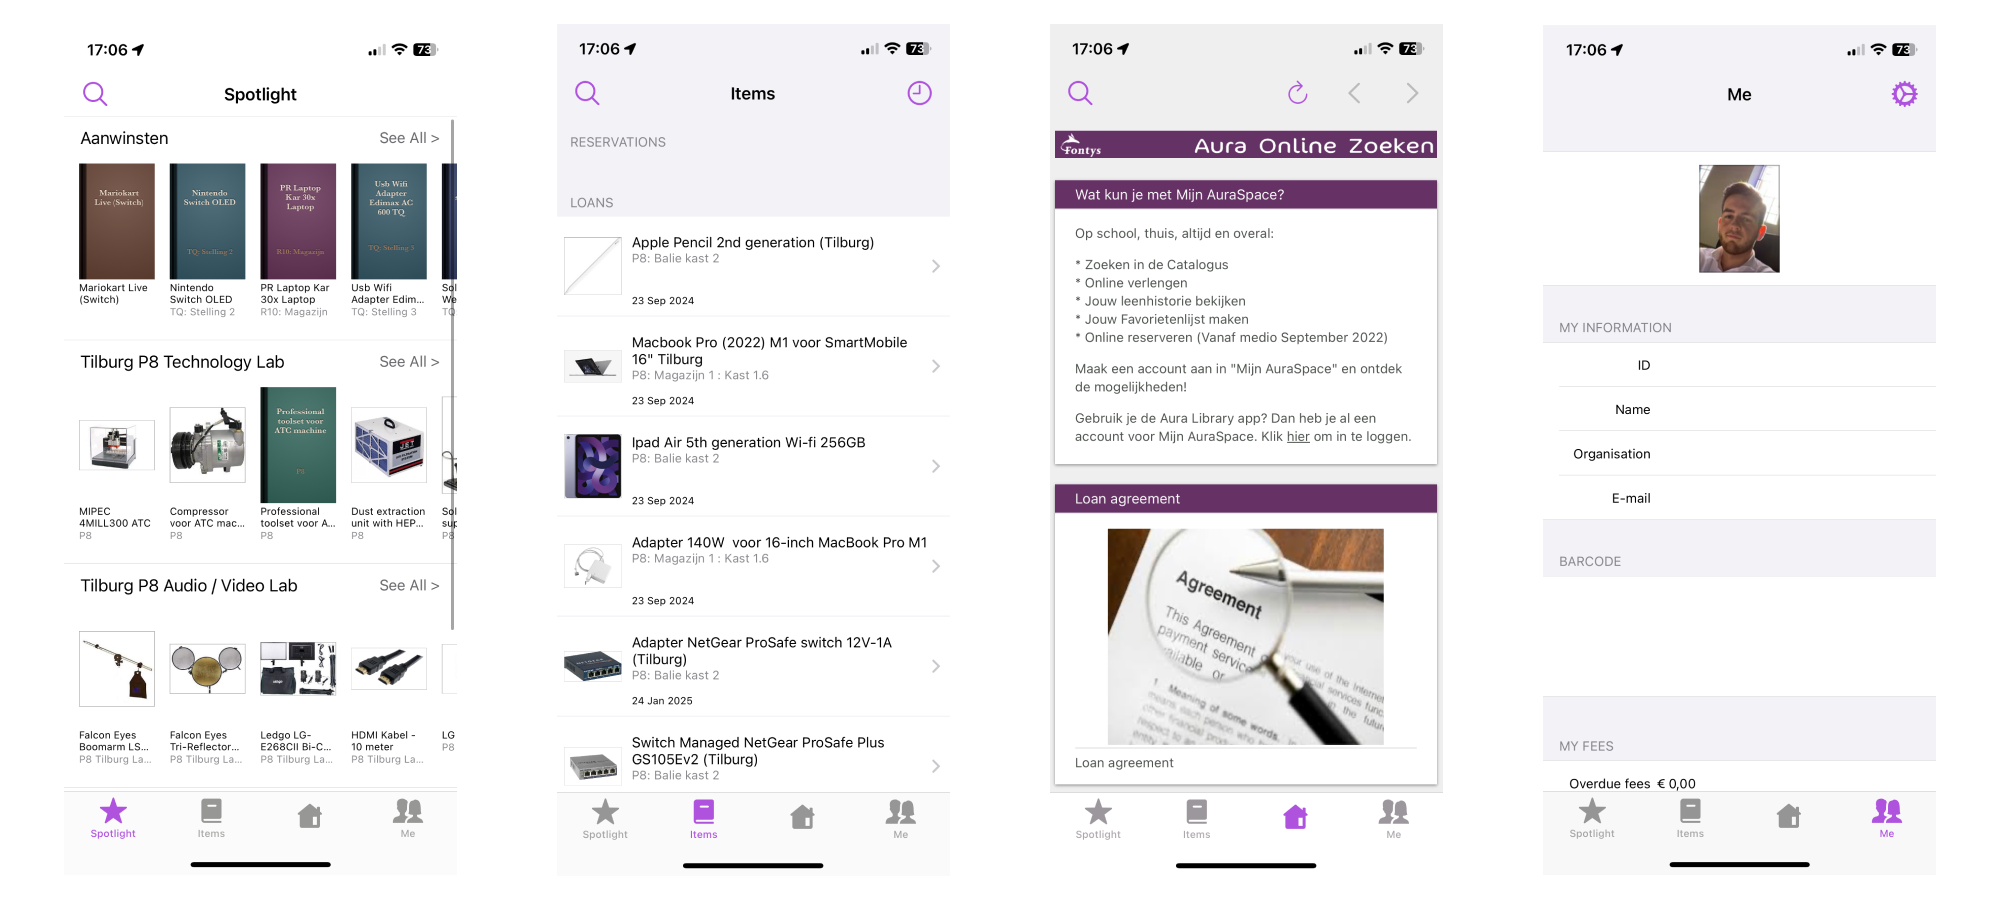 17:06
73
Spotlight
Aanwinsten
See All >
Mariokart
Live (Switch)
Nintendo
Switch OLED
TQ: Stelling 2
PR Laptop
Kar 30x
Laptop
R10: Magazijn
Usb Wifi
Adapter
Edimax AC
600 TQ
TQ: Stelling 3
Mariokart Live
(Switch)
Nintendo
Switch OLED
TQ: Stelling 2
PR Laptop Kar
30x Laptop
R10: Magazijn
Usb Wifi
Adapter Edim...
TQ: Stelling 3
Sol
We
TQ
Tilburg P8 Technology Lab
See All >
Professional
toolset voor
ATC machine
P8
JET
MIPEC
4MILL300 ATC
P8
Compressor
voor ATC mac...
P8
Professional
toolset voor A...
P8
Dust extraction
unit with HEP...
P8
Sol
sup
P8
Tilburg P8 Audio / Video Lab
See All >
Falcon Eyes
Boomarm LS...
P8 Tilburg La...
Falcon Eyes
Tri-Reflector...
P8 Tilburg La...
Ledgo LG-
E268CII Bi-C...
P8 Tilburg La...
HDMI Kabel -
10 meter
P8 Tilburg La...
LG
P8
Spotlight
Items
Me
17:06
73
Items
RESERVATIONS
LOANS
Apple Pencil 2nd generation (Tilburg)
P8: Balie kast 2
23 Sep 2024
Macbook Pro (2022) M1 voor SmartMobile
16" Tilburg
P8: Magazijn 1 : Kast 1.6
23 Sep 2024
Ipad Air 5th generation Wi-fi 256GB
P8: Balie kast 2
23 Sep 2024
Adapter 140W  voor 16-inch MacBook Pro M1
P8: Magazijn 1 : Kast 1.6
23 Sep 2024
Adapter NetGear ProSafe switch 12V-1A
(Tilburg)
P8: Balie kast 2
24 Jan 2025
Switch Managed NetGear ProSafe Plus
GS105Ev2 (Tilburg)
P8: Balie kast 2
Spotlight
Items
Me
17:06
73
Fontys
Aura Online Zoeken
Wat kun je met Mijn AuraSpace?
Op school, thuis, altijd en overal:
* Zoeken in de Catalogus
* Online verlengen
* Jouw leenhistorie bekijken
* Jouw Favorietenlijst maken
* Online reserveren (Vanaf medio September 2022)
Maak een account aan in "Mijn AuraSpace" en ontdek
de mogelijkheden!
Gebruik je de Aura Library app? Dan heb je al een
account voor Mijn AuraSpace. Klik hier om in te loggen.
Loan agreement
Agreement
This Agreement
payment service
or
use of the Internet
1. Meaning of some words
Loan agreement
Spotlight
Items
Me
17:06
73
Me
MY INFORMATION
ID
Name
Organisation
E-mail
BARCODE
MY FEES
Overdue fees € 0,00
Spotlight
Items
Me